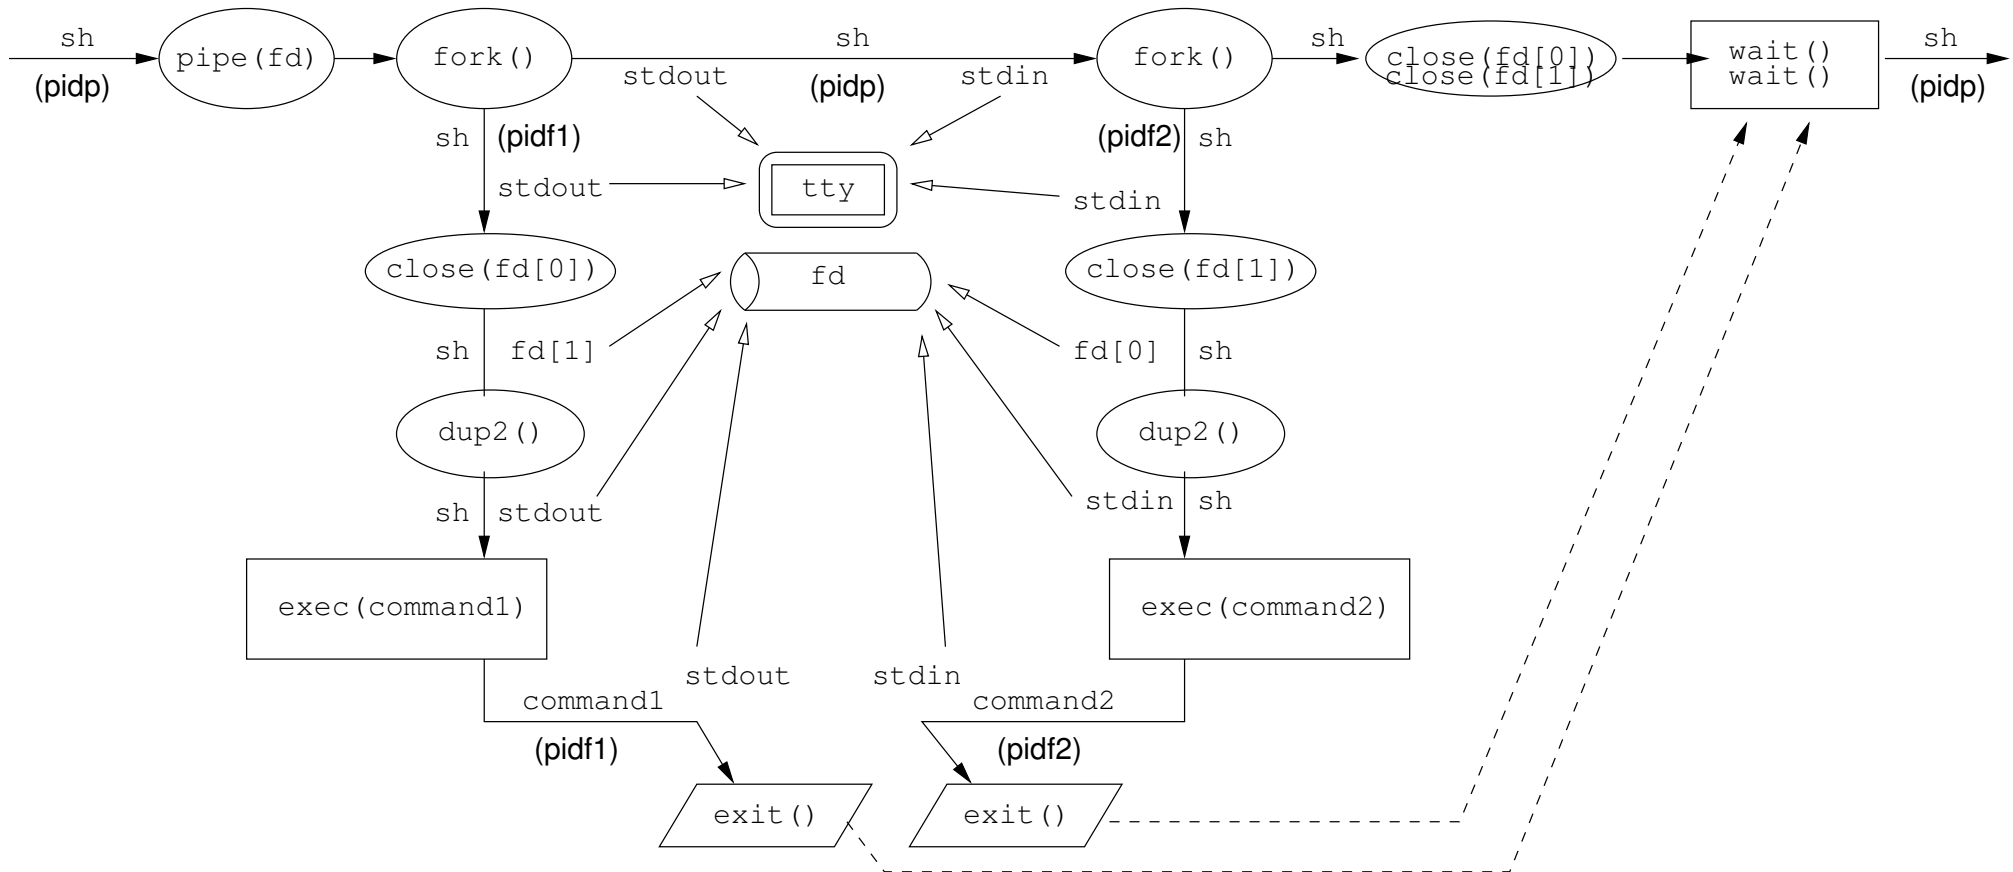 sh
(pidp)
pipe(fd)
fork()
sh
(pidp)
stdout
stdin
fork()
sh
close(fd[0])
close(fd[1])
wait()
wait()
sh
(pidp)
sh
(pidf1)
(pidf2)
sh
stdout
tty
stdin
close(fd[0])
fd
close(fd[1])
sh
fd[1]
fd[0]
sh
dup2()
dup2()
sh
stdout
stdin
sh
exec(command1)
exec(command2)
stdout
stdin
command1
(pidf1)
command2
(pidf2)
exit()
exit()